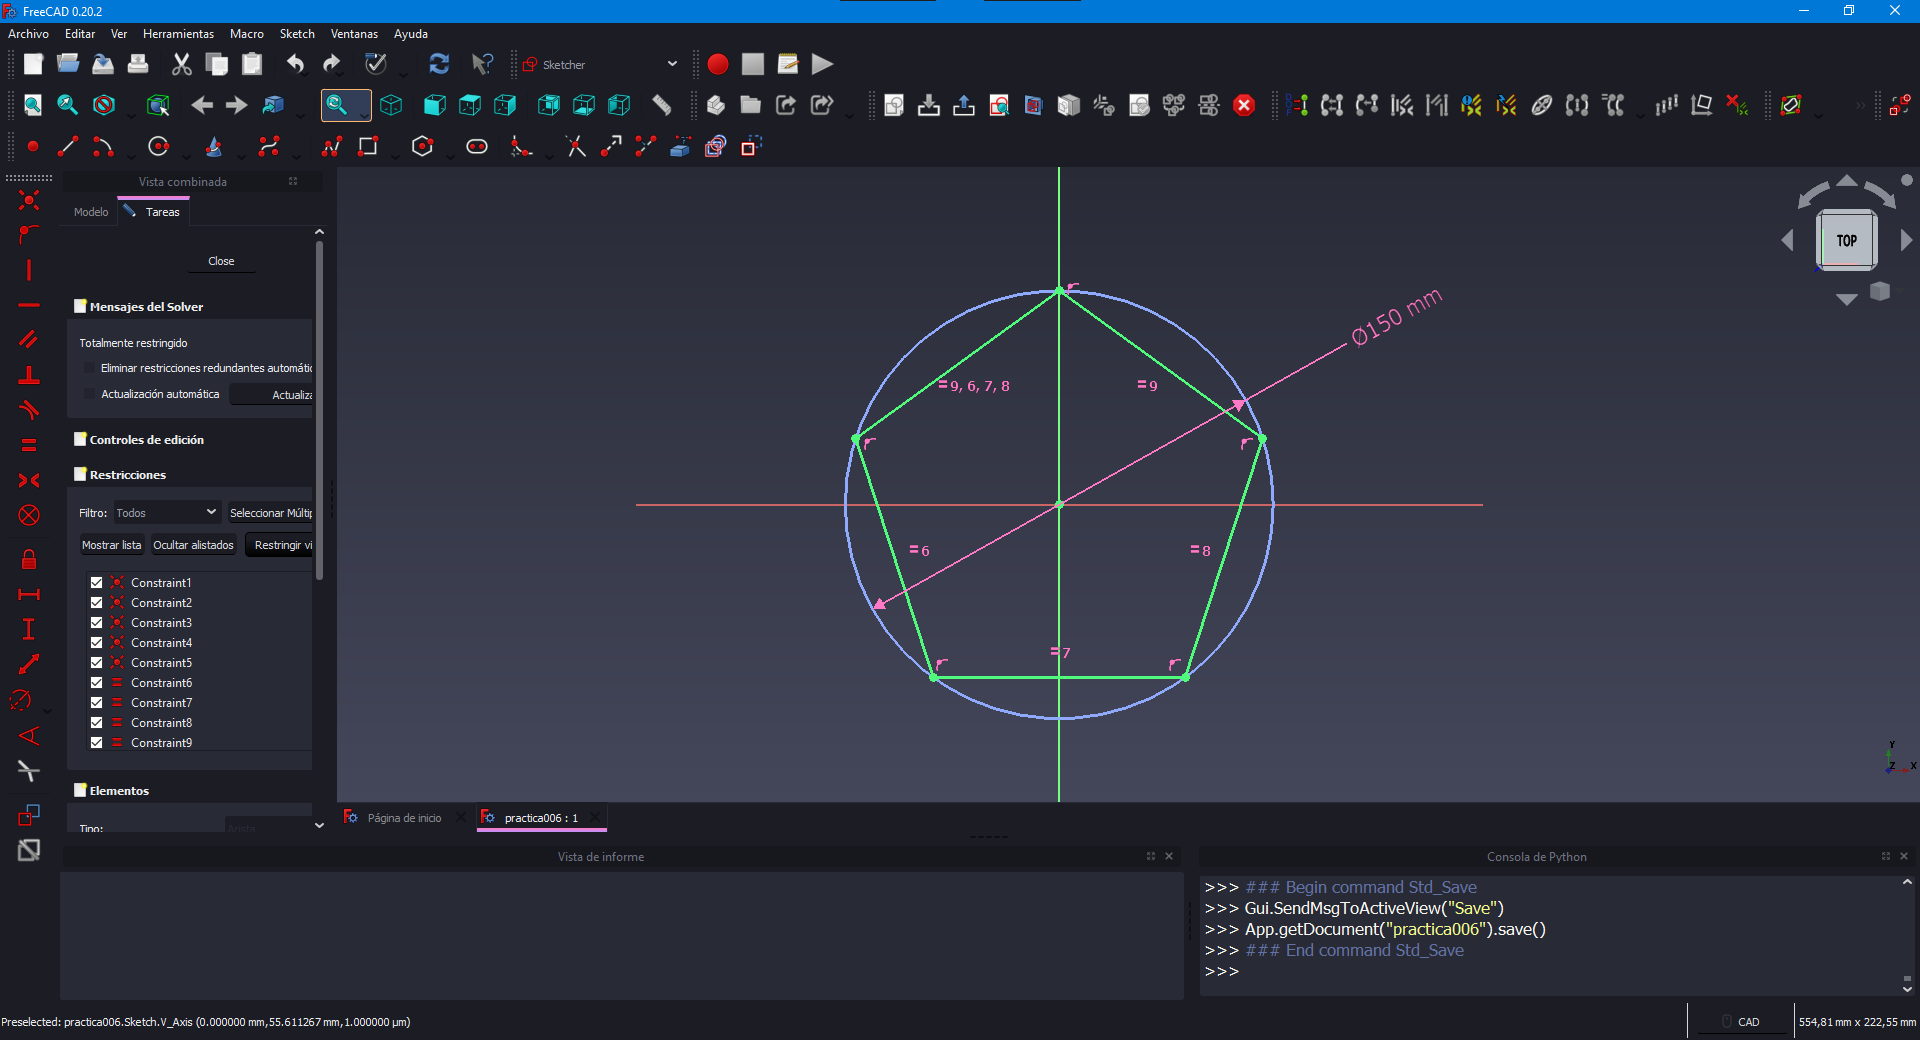 FreeCAD 0.20.2
Archivo Editar Ver Herramientas Macro Sketch Ventanas Ayuda
Sketcher
Vista combinada
Modelo Tareas
Close
Mensajes del Solver
Totalmente restringido
Eliminar restricciones redundantes automátic
Actualización automática Actualiza
Controles de edición
Restricciones
Filtro: Todos Seleccionar Múltip
Mostrar lista Ocultar alistados Restringir vi
Constraint1
Constraint2
Constraint3
Constraint4
Constraint5
Constraint6
Constraint7
Constraint8
Constraint9
Elementos
Tipo: Arista
TOP
Ø150 mm
=9, 6, 7, 8
=9
=6
=8
=7
Y
Z X
Página de inicio practica006 : 1
Vista de informe
Consola de Python
>>> ### Begin command Std_Save
>>> Gui.SendMsgToActiveView("Save")
>>> App.getDocument("practica006").save()
>>> ### End command Std_Save
>>>
Preselected: practica006.Sketch.V_Axis (0.000000 mm,55.611267 mm,1.000000 µm)
CAD 554,81 mm x 222,55 mm